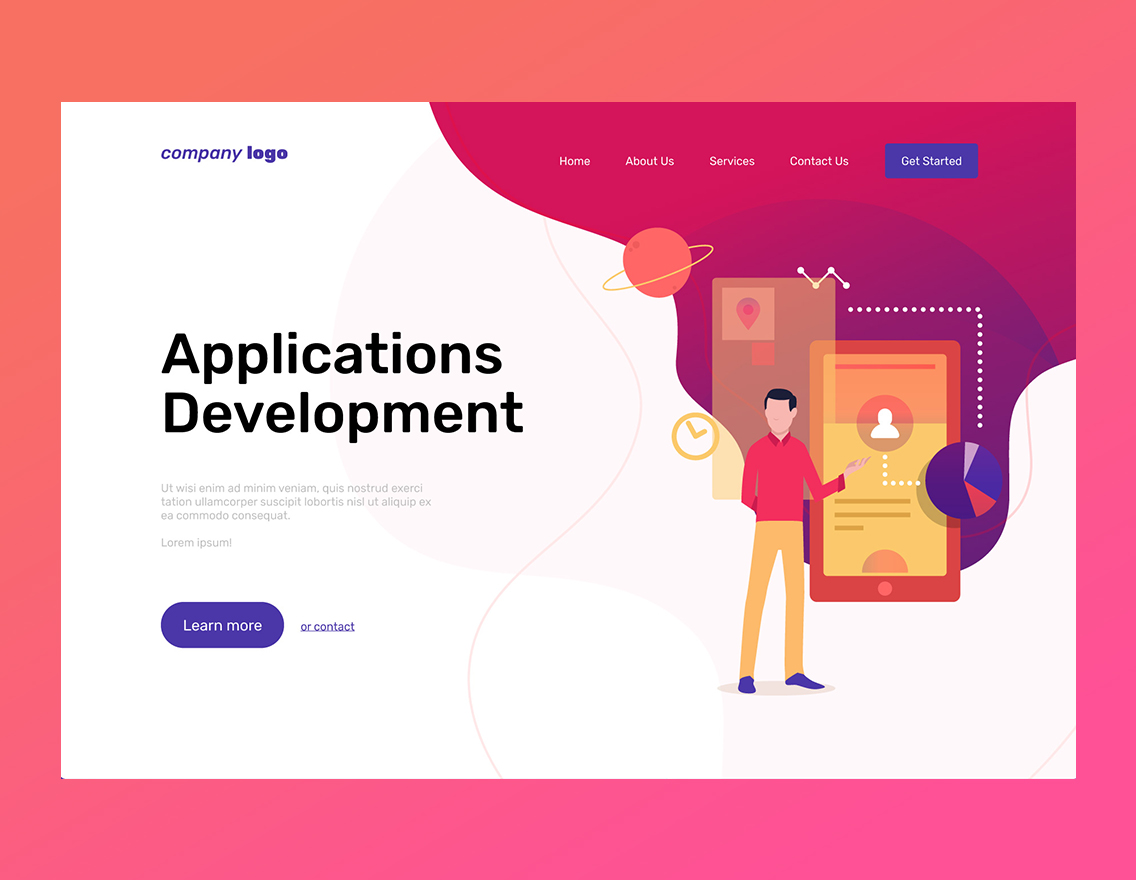 company logo
Home About Us Services Contact Us Get Started
Applications
Development
Ut wisi enim ad minim veniam, quis nostrud exerci
tation ullamcorper suscipit lobortis nisl ut aliquip ex
ea commodo consequat.
Lorem ipsum!
Learn more or contact